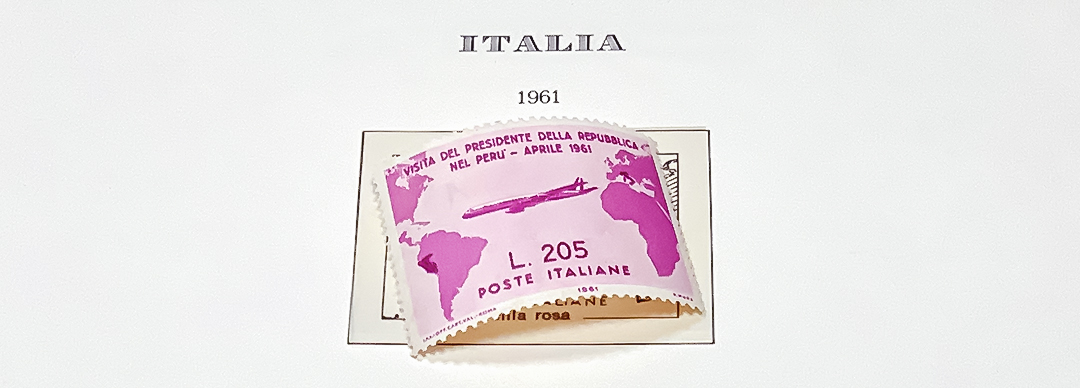 ITALIA
1961
VISITA DEL PRESIDENTE DELLA REPUBBLICA
NEL PERU' - APRILE 1961
L. 205
POSTE ITALIANE
1961
rosa